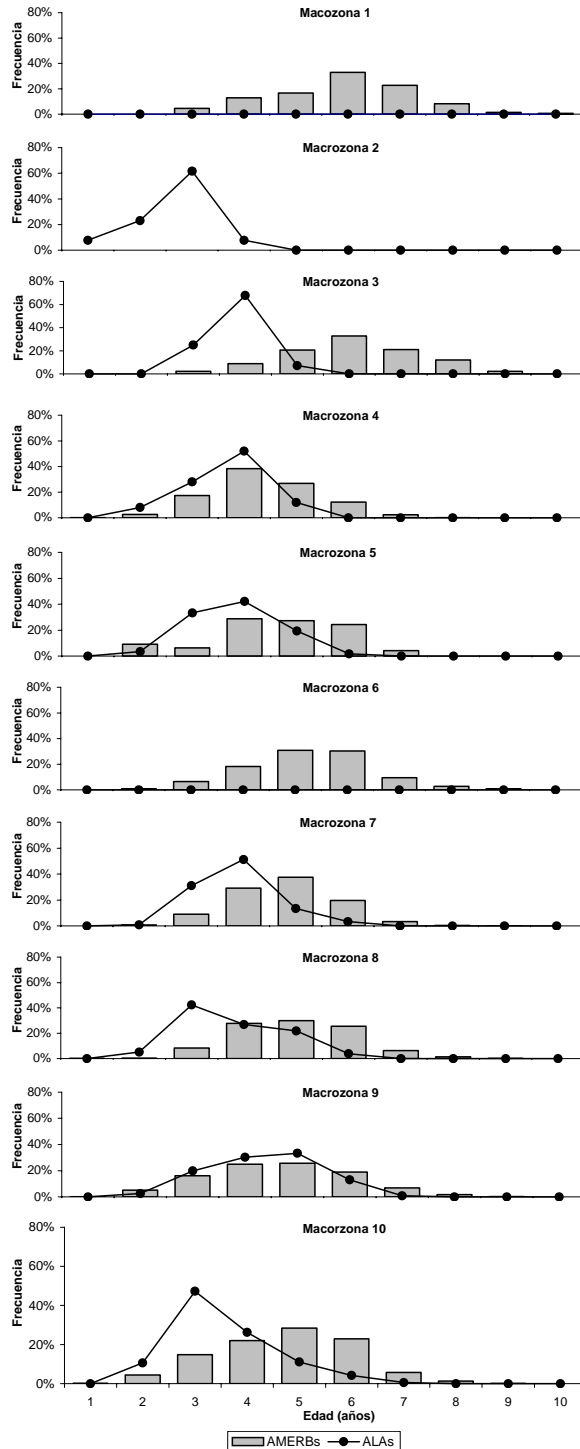 Macozona 1
Frecuencia
80%
60%
40%
20%
0%
Macrozona 2
Frecuencia
80%
60%
40%
20%
0%
Macrozona 3
Frecuencia
80%
60%
40%
20%
0%
Macrozona 4
Frecuencia
80%
60%
40%
20%
0%
Macrozona 5
Frecuencia
80%
60%
40%
20%
0%
Macrozona 6
Frecuencia
80%
60%
40%
20%
0%
Macrozona 7
Frecuencia
80%
60%
40%
20%
0%
Macrozona 8
Frecuencia
80%
60%
40%
20%
0%
Macrozona 9
Frecuencia
80%
60%
40%
20%
0%
Macorzona 10
Frecuencia
80%
60%
40%
20%
0%
1 2 3 4 5 6 7 8 9 10
Edad (años)
AMERBs ALAs